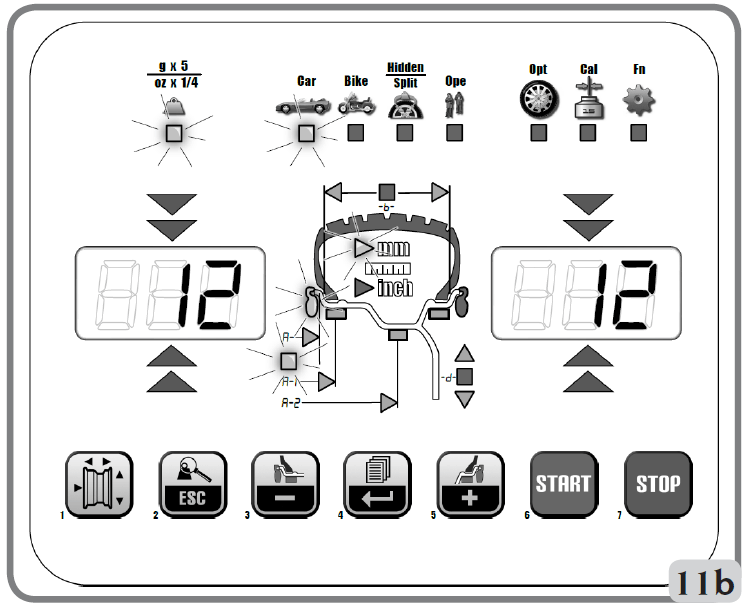 g x 5
oz x 1/4
Car Bike Hidden Split Ope Opt Cal Fn
-b-
mm
inch
12 12
A-
A-1
-d-
A-2
ESC
- + START STOP
1 2 3 4 5 6 7
11b